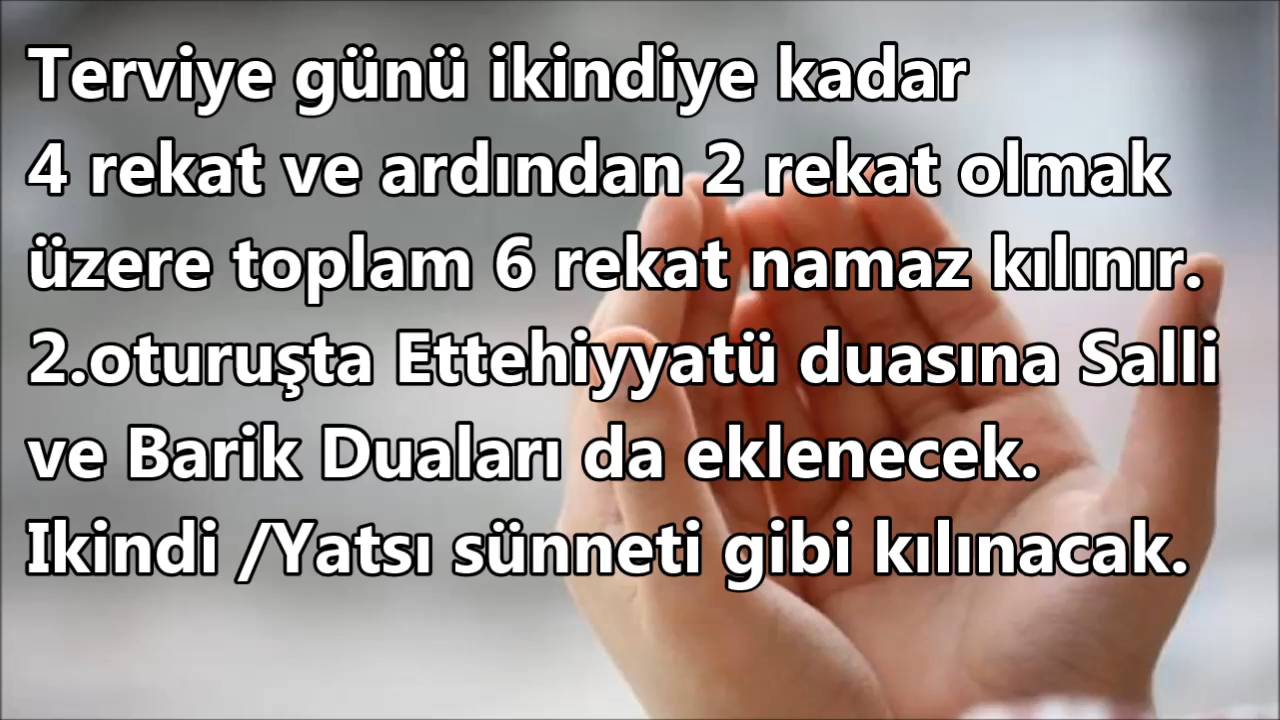 Terviye günü ikindiye kadar
4 rekat ve ardından 2 rekat olmak
üzere toplam 6 rekat namaz kılınır.
2.oturuşta Ettehiyyatü duasına Salli
ve Barik Duaları da eklenecek.
Ikindi /Yatsı sünneti gibi kılınacak.